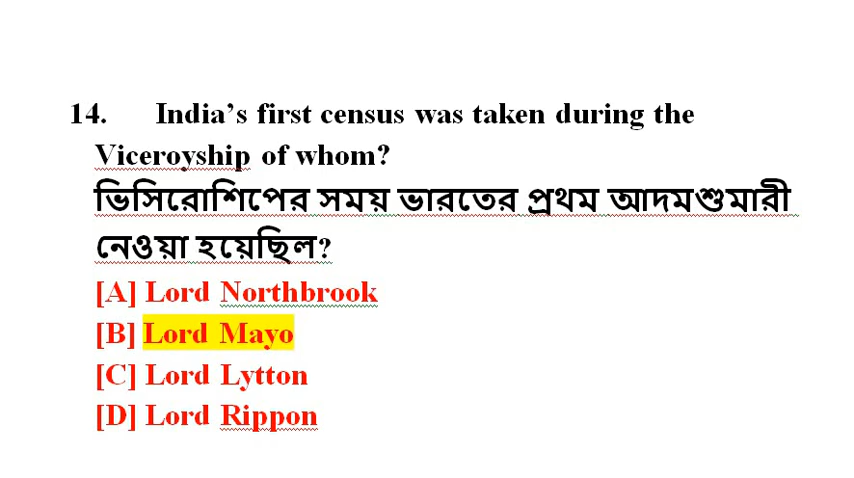 14. India's first census was taken during the
Viceroyship of whom?
ভিসিরোশিপের সময় ভারতের প্রথম আদমশুমারী
নেওয়া হয়েছিল?
[A] Lord Northbrook
[B] Lord Mayo
[C] Lord Lytton
[D] Lord Rippon